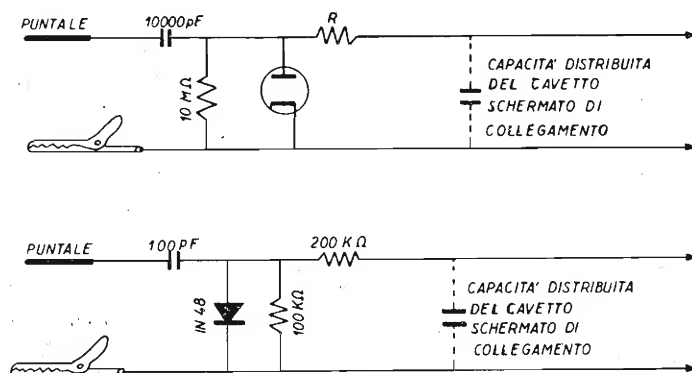 PUNTALE
10000pF
R
10 MΩ
CAPACITA' DISTRIBUITA
DEL CAVETTO
SCHERMATO DI
COLLEGAMENTO
PUNTALE
100PF
200 KΩ
IN 48
100KΩ
CAPACITA' DISTRIBUITA
DEL CAVETTO
SCHERMATO DI
COLLEGAMENTO